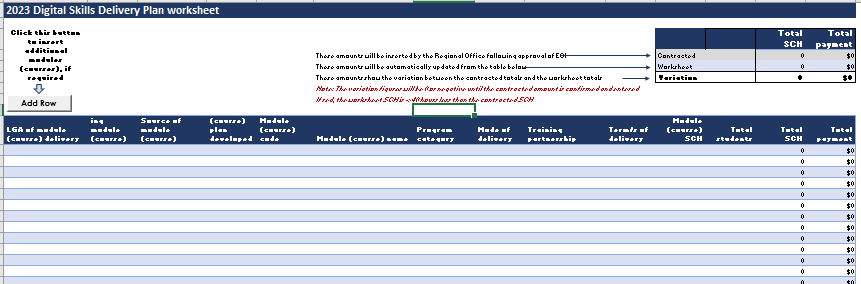 2023 Digital Skills Delivery Plan worksheet
Click this button
to insert
additional
modules
(courses), if
required
Add Row
Total
SCH
Total
payment
These amounts will be inserted by the Regional Office following approval of EOI
Contracted 0 $0
These amounts will be automatically updated from the table below
Worksheet 0 $0
These amounts show the variation between the contracted totals and the worksheet totals
Variation 0 $0
Note: The variation figures will be 0 or negative until the contracted amount is confirmed and entered
If red, the worksheet SCH is hours less than the contracted SCH
LGA of module
(course) delivery
ing
module
(course)
Source of
module
(course)
(course)
plan
developed
Module
(course)
code
Module (course) name
Program
category
Mode of
delivery
Training
partnership
Term/s of
delivery
Module
(course)
SCH
Total
students
Total
SCH
Total
payment
0 $0
0 $0
0 $0
0 $0
0 $0
0 $0
0 $0
0 $0
0 $0
0 $0
0 $0
0 $0
0 $0